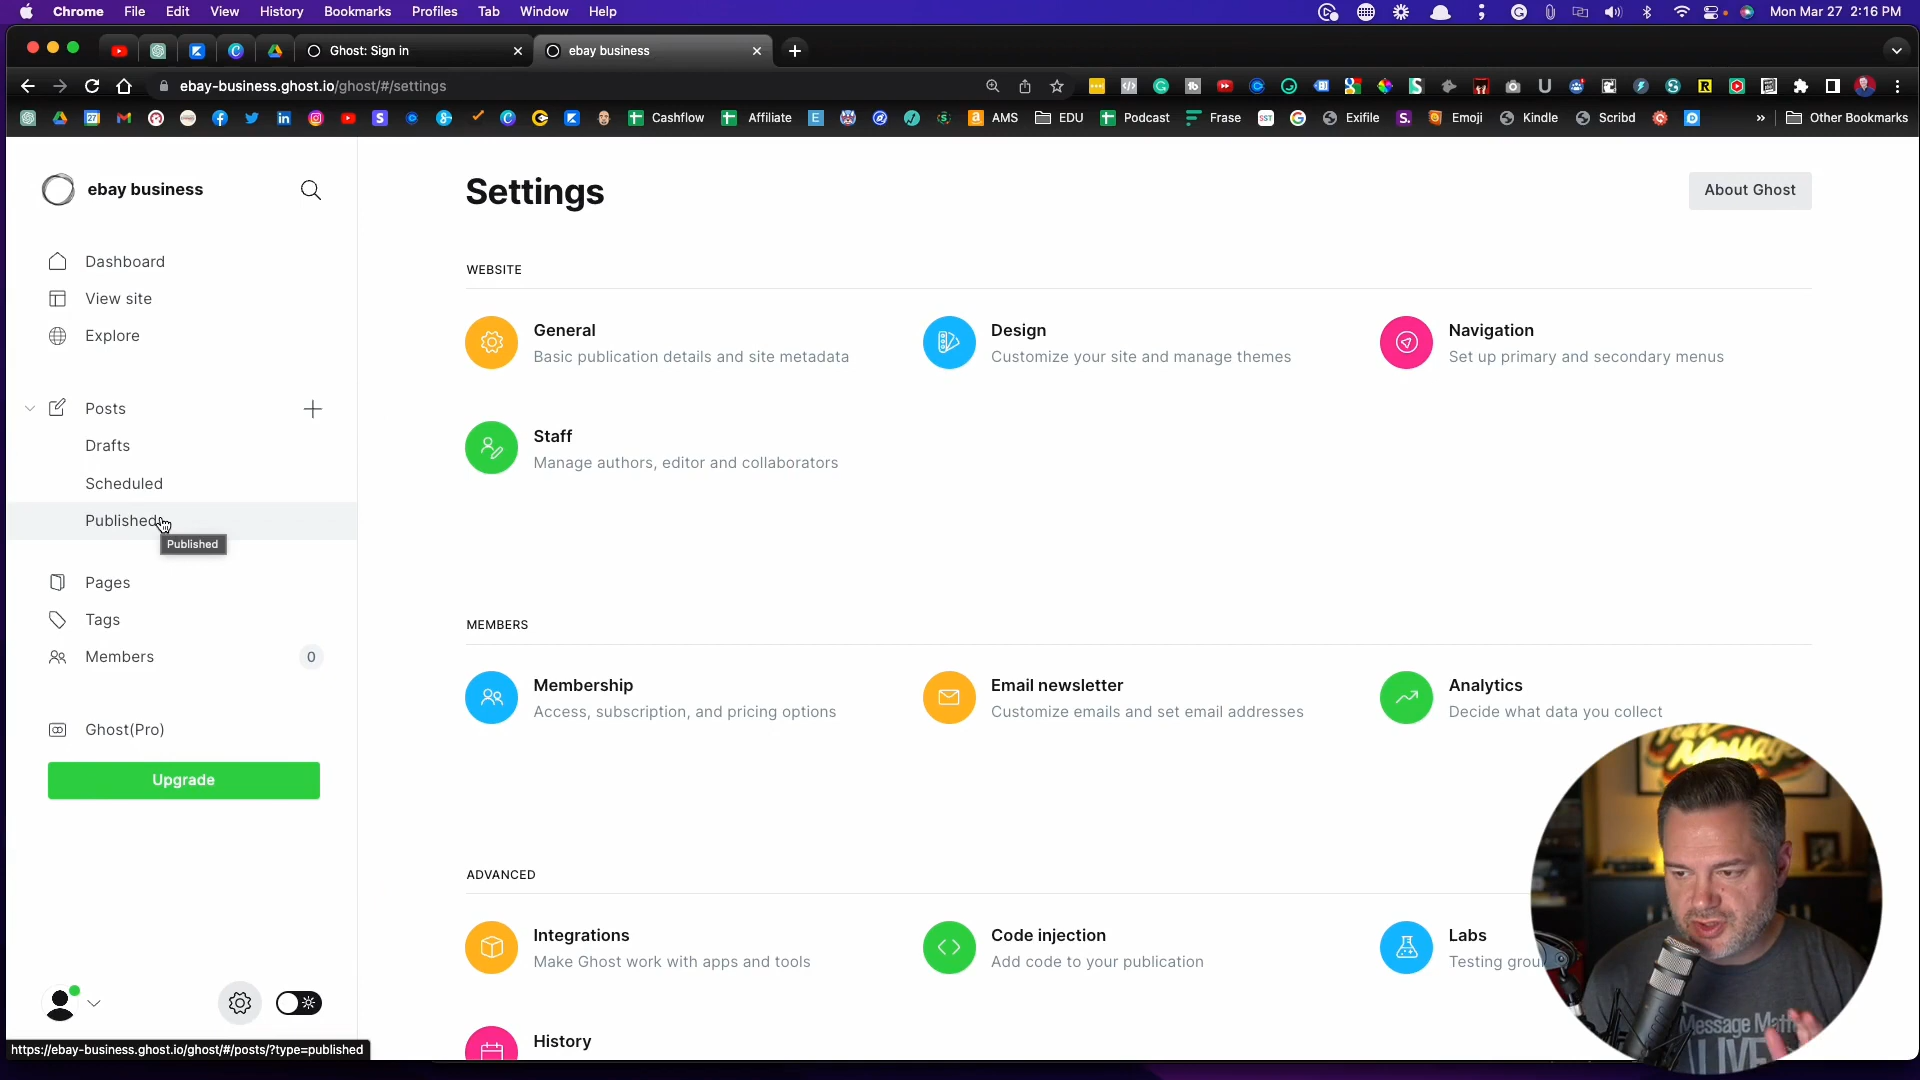 Chrome File Edit View History Bookmarks Profiles Tab Window Help
Mon Mar 27 2:16 PM
Ghost: Sign in
ebay business
ebay-business.ghost.io/ghost/#/settings
Cashflow
Affiliate
AMS
EDU
Podcast
Frase
Exifile
Emoji
Kindle
Scribd
» Other Bookmarks
ebay business
Dashboard
View site
Explore
Posts
Drafts
Scheduled
Published
Published
Pages
Tags
Members 0
Ghost(Pro)
Upgrade
https://ebay-business.ghost.io/ghost/#/posts/?type=published
Settings
About Ghost
WEBSITE
General
Basic publication details and site metadata
Design
Customize your site and manage themes
Navigation
Set up primary and secondary menus
Staff
Manage authors, editor and collaborators
MEMBERS
Membership
Access, subscription, and pricing options
Email newsletter
Customize emails and set email addresses
Analytics
Decide what data you collect
ADVANCED
Integrations
Make Ghost work with apps and tools
Code injection
Add code to your publication
Labs
Testing
History
Message
ALIVE